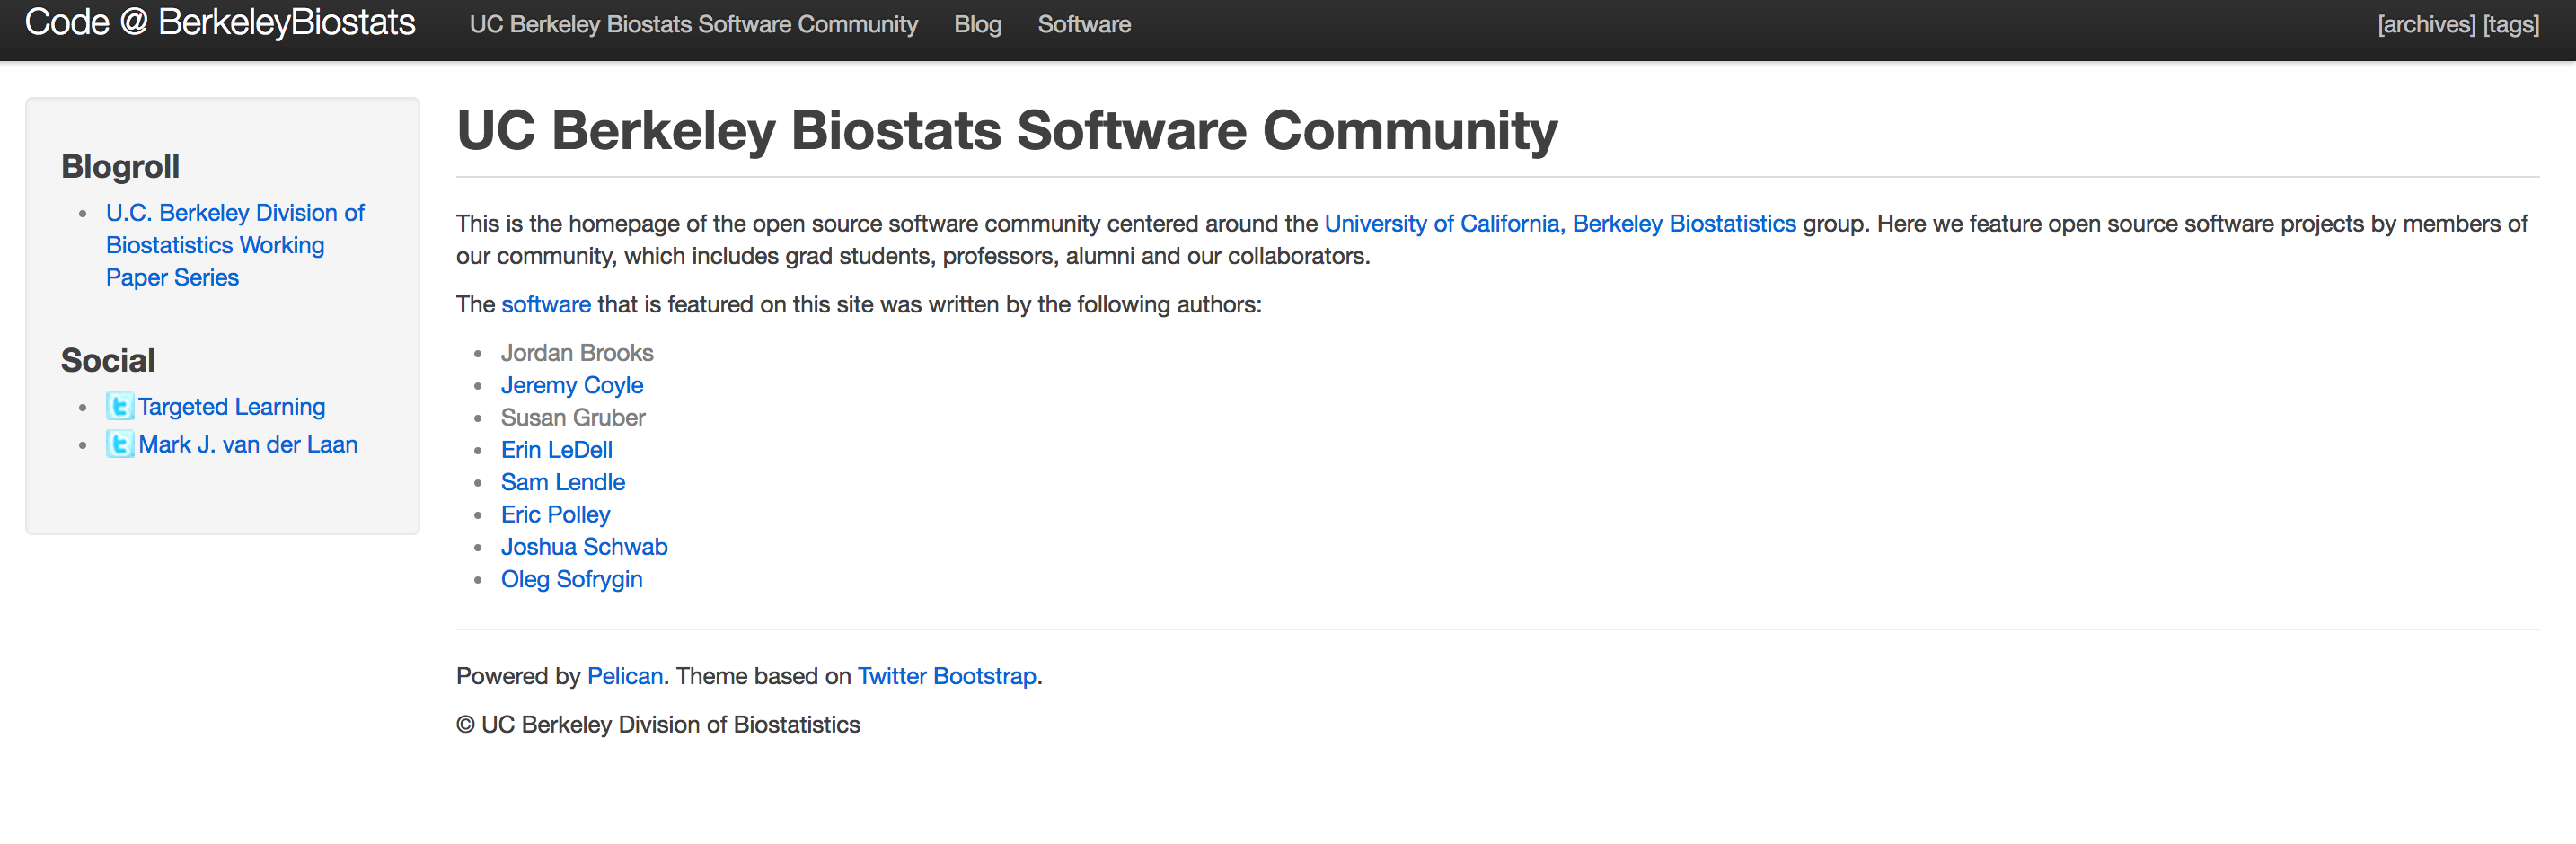 Code @ BerkeleyBiostats
UC Berkeley Biostats Software Community
Blog
Software
[archives] [tags]
Blogroll
U.C. Berkeley Division of
Biostatistics Working
Paper Series
Social
Targeted Learning
Mark J. van der Laan
UC Berkeley Biostats Software Community
This is the homepage of the open source software community centered around the University of California, Berkeley Biostatistics group. Here we feature open source software projects by members of
our community, which includes grad students, professors, alumni and our collaborators.
The software that is featured on this site was written by the following authors:
Jordan Brooks
Jeremy Coyle
Susan Gruber
Erin LeDell
Sam Lendle
Eric Polley
Joshua Schwab
Oleg Sofrygin
Powered by Pelican. Theme based on Twitter Bootstrap.
© UC Berkeley Division of Biostatistics